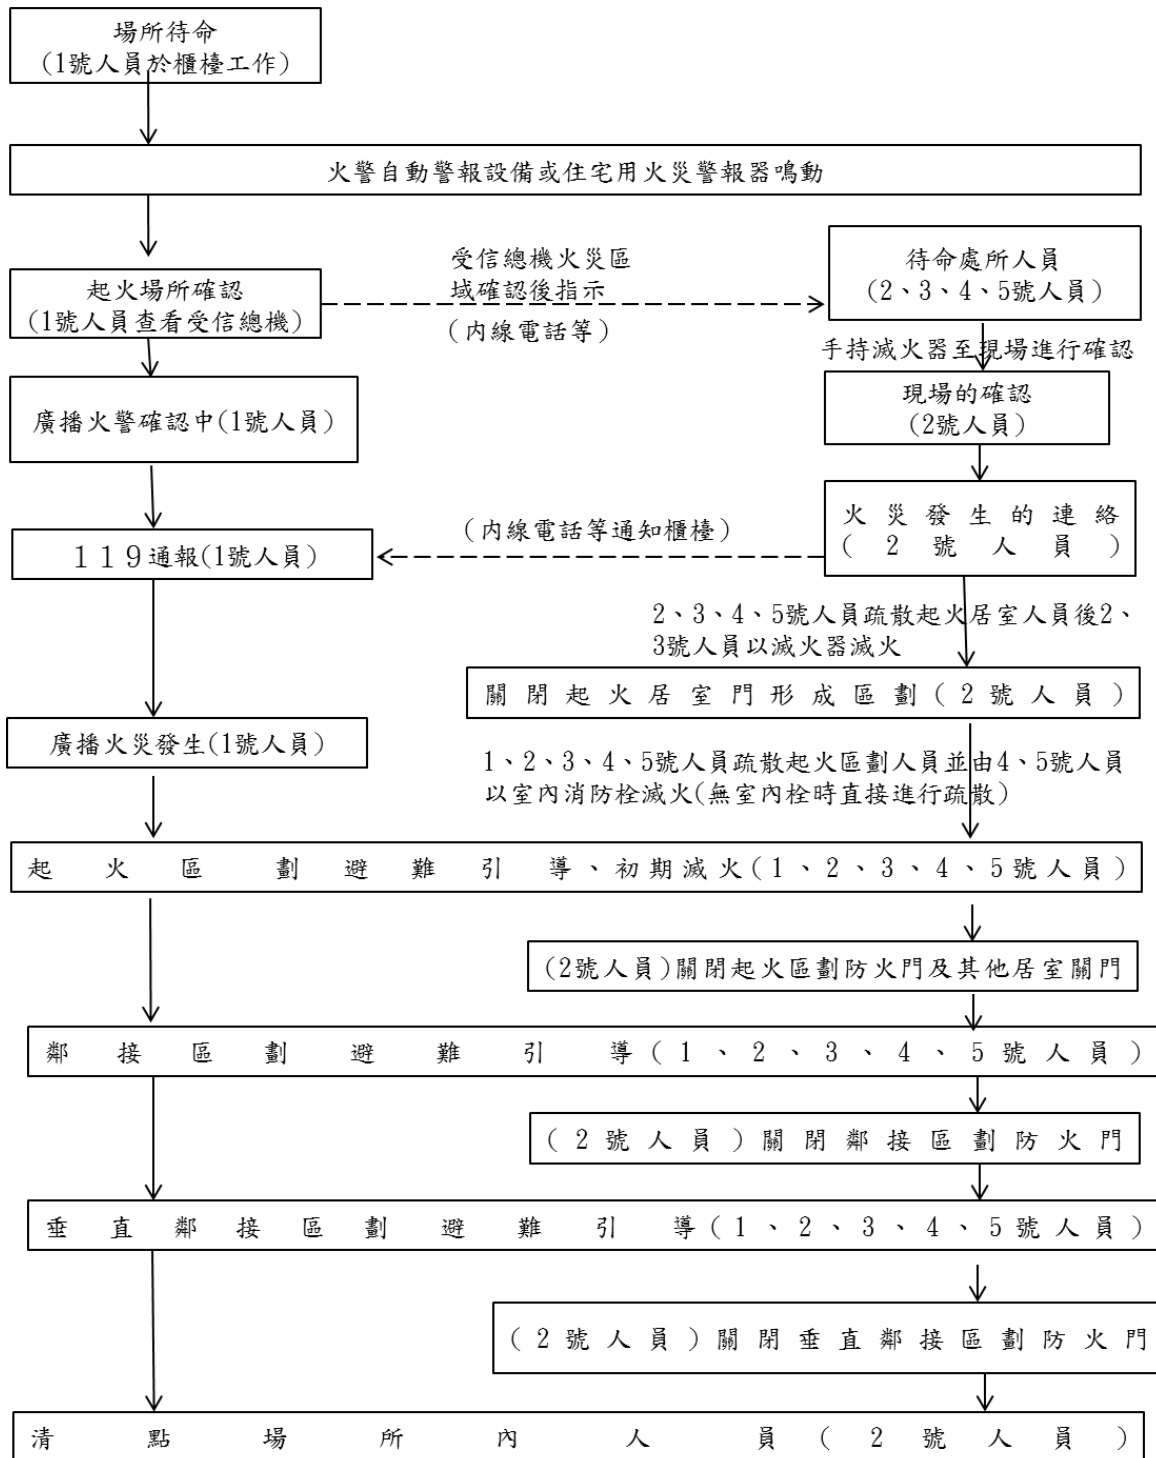 場所待命
(1號人員於櫃檯工作)
火警自動警報設備或住宅用火災警報器鳴動
起火場所確認
(1號人員查看受信總機)
受信總機火災區
域確認後指示
(內線電話等)
待命處所人員
(2、3、4、5號人員)
手持滅火器至現場進行確認
廣播火警確認中(1號人員)
現場的確認
(2號人員)
119通報(1號人員)
(內線電話等通知櫃檯)
火災發生的連絡
(2號人員)
2、3、4、5號人員疏散起火居室人員後2、
3號人員以滅火器滅火
關閉起火居室門形成區劃(2號人員)
廣播火災發生(1號人員)
1、2、3、4、5號人員疏散起火區劃人員並由4、5號人員
以室內消防栓滅火(無室內栓時直接進行疏散)
起火區劃避難引導、初期滅火(1、2、3、4、5號人員)
(2號人員)關閉起火區劃防火門及其他居室關門
鄰接區劃避難引導(1、2、3、4、5號人員)
(2號人員)關閉鄰接區劃防火門
垂直鄰接區劃避難引導(1、2、3、4、5號人員)
(2號人員)關閉垂直鄰接區劃防火門
清點場所內人員(2號人員)